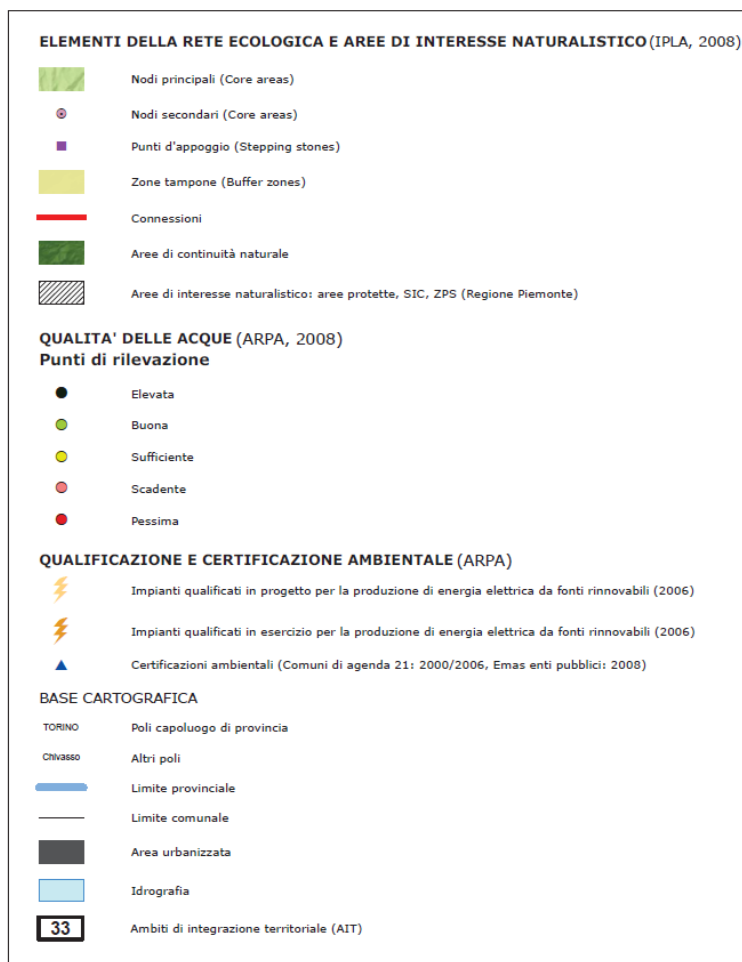 ELEMENTI DELLA RETE ECOLOGICA E AREE DI INTERESSE NATURALISTICO (IPLA, 2008)
Nodi principali (Core areas)
Nodi secondari (Core areas)
Punti d'appoggio (Stepping stones)
Zone tampone (Buffer zones)
Connessioni
Aree di continuità naturale
Aree di interesse naturalistico: aree protette, SIC, ZPS (Regione Piemonte)
QUALITA' DELLE ACQUE (ARPA, 2008)
Punti di rilevazione
Elevata
Buona
Sufficiente
Scadente
Pessima
QUALIFICAZIONE E CERTIFICAZIONE AMBIENTALE (ARPA)
Impianti qualificati in progetto per la produzione di energia elettrica da fonti rinnovabili (2006)
Impianti qualificati in esercizio per la produzione di energia elettrica da fonti rinnovabili (2006)
Certificazioni ambientali (Comuni di agenda 21: 2000/2006, Emas enti pubblici: 2008)
BASE CARTOGRAFICA
TORINO Poli capoluogo di provincia
Chivasso Altri poli
Limite provinciale
Limite comunale
Area urbanizzata
Idrografia
33 Ambiti di integrazione territoriale (AIT)